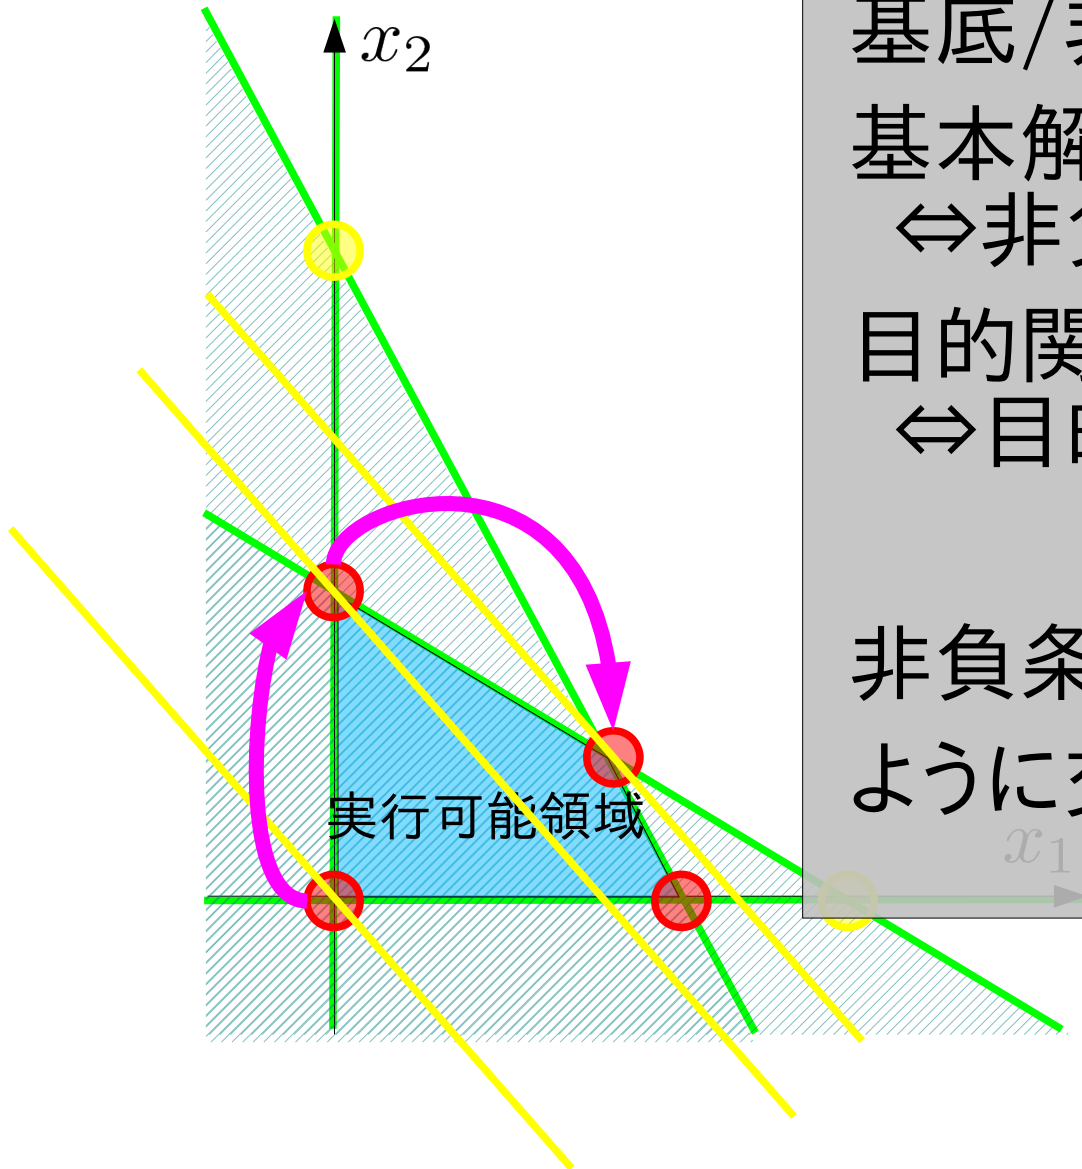 x₂
基底/
基本解
⇔非
目的関
⇔目
非負条
ように
実行可能領域
x₁